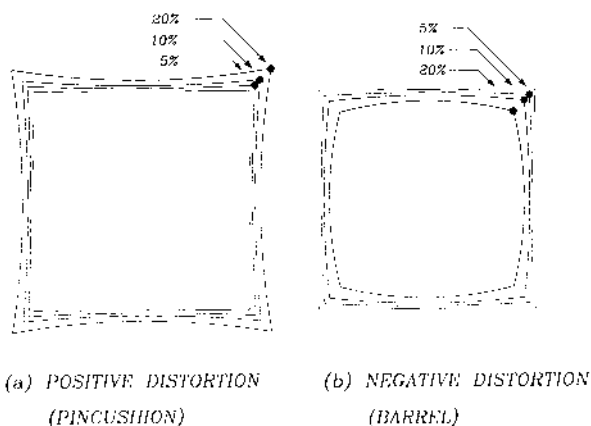 20%
10%
5%
5%
10%
20%
(a) POSITIVE DISTORTION
(PINCUSHION)
(b) NEGATIVE DISTORTION
(BARREL)